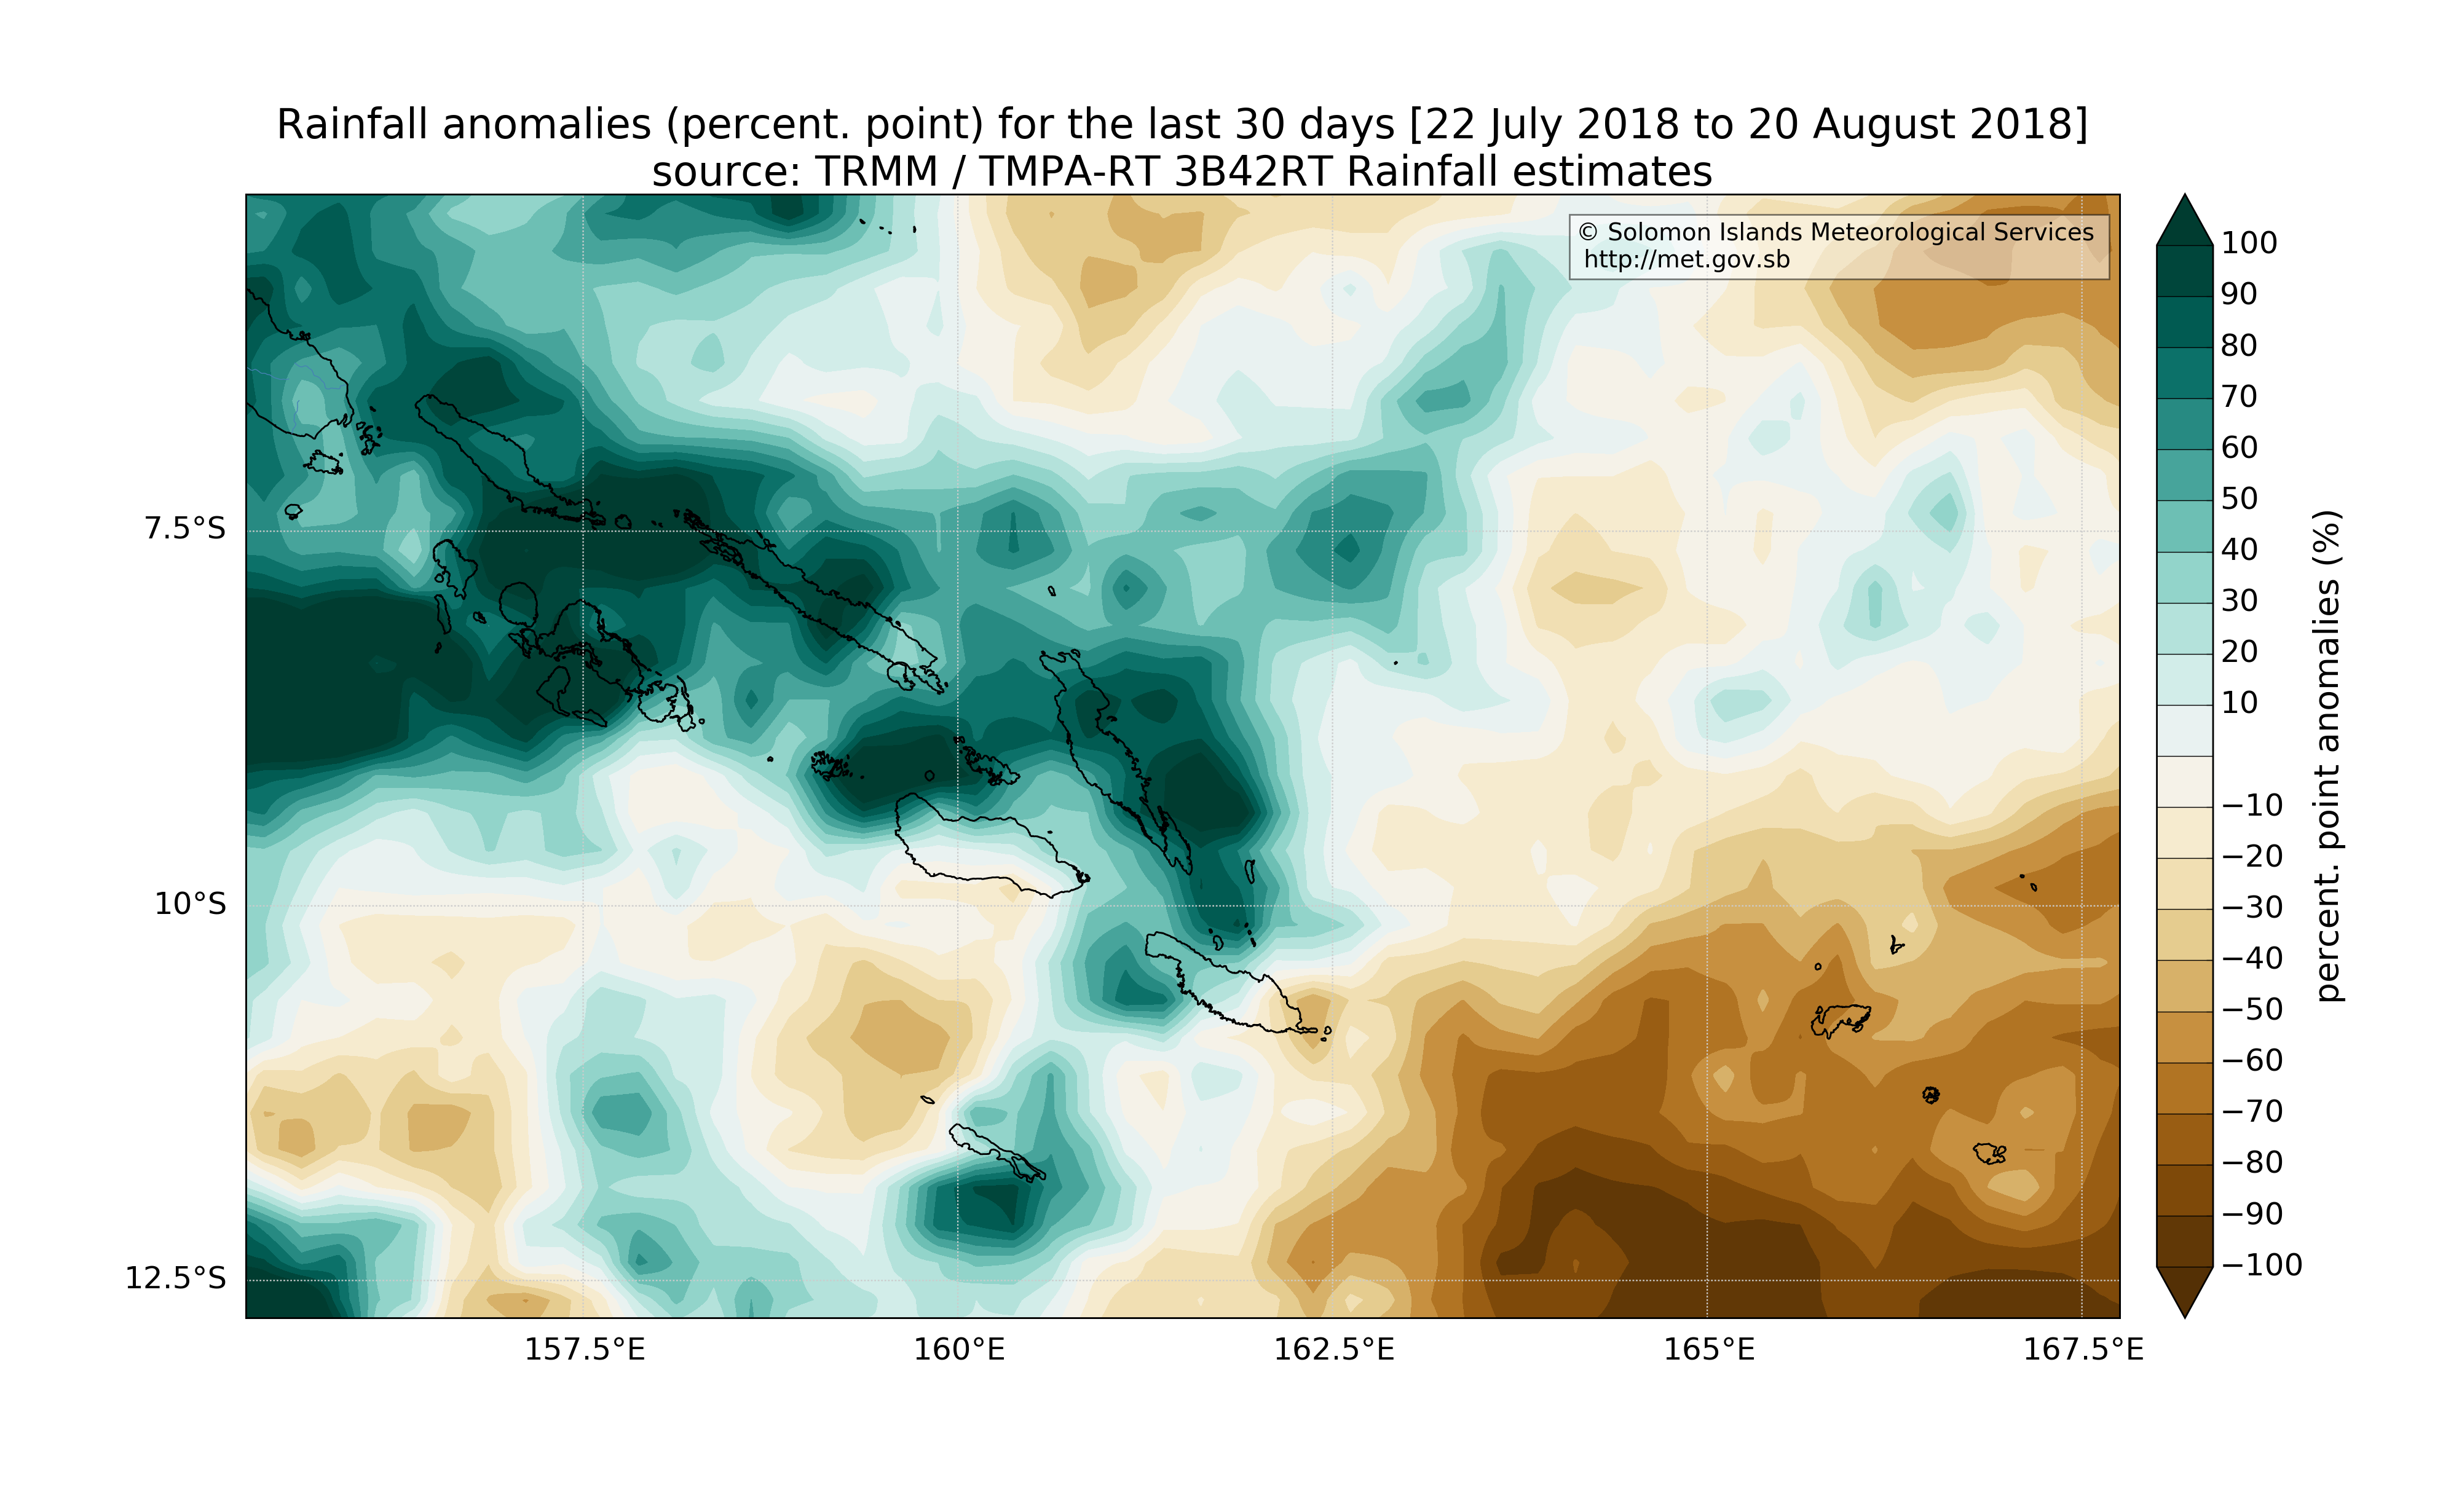 Rainfall anomalies (percent. point) for the last 30 days [22 July 2018 to 20 August 2018]
source: TRMM / TMPA-RT 3B42RT Rainfall estimates
© Solomon Islands Meteorological Services
http://met.gov.sb
7.5°S
10°S
12.5°S
157.5°E
160°E
162.5°E
165°E
167.5°E
100
90
80
70
60
50
40
30
20
10
−10
−20
−30
−40
−50
−60
−70
−80
−90
−100
percent. point anomalies (%)